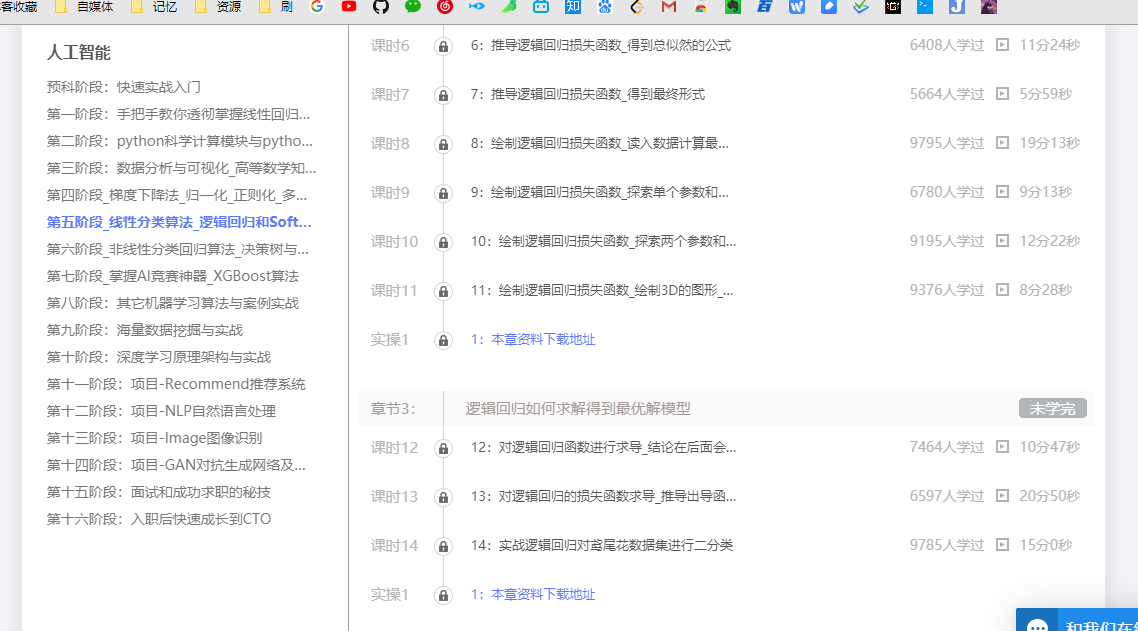 客收藏 自媒体 记忆 资源 刷
人工智能
预科阶段：快速实战入门
第一阶段：手把手教你透彻掌握线性回归...
第二阶段：python科学计算模块与pytho...
第三阶段：数据分析与可视化_高等数学知...
第四阶段_梯度下降法_归一化_正则化_多...
第五阶段_线性分类算法_逻辑回归和Soft...
第六阶段_非线性分类回归算法_决策树与...
第七阶段_掌握AI竞赛神器_XGBoost算法
第八阶段：其它机器学习算法与案例实战
第九阶段：海量数据挖掘与实战
第十阶段：深度学习原理架构与实战
第十一阶段：项目-Recommend推荐系统
第十二阶段：项目-NLP自然语言处理
第十三阶段：项目-Image图像识别
第十四阶段：项目-GAN对抗生成网络及...
第十五阶段：面试和成功求职的秘技
第十六阶段：入职后快速成长到CTO
课时6 6：推导逻辑回归损失函数_得到总似然的公式 6408人学过 11分24秒
课时7 7：推导逻辑回归损失函数_得到最终形式 5664人学过 5分59秒
课时8 8：绘制逻辑回归损失函数_读入数据计算最... 9795人学过 19分13秒
课时9 9：绘制逻辑回归损失函数_探索单个参数和... 6780人学过 9分13秒
课时10 10：绘制逻辑回归损失函数_探索两个参数和... 9195人学过 12分22秒
课时11 11：绘制逻辑回归损失函数_绘制3D的图形_... 9376人学过 8分28秒
实操1 1：本章资料下载地址
章节3： 逻辑回归如何求解得到最优解模型 未学完
课时12 12：对逻辑回归函数进行求导_结论在后面会... 7464人学过 10分47秒
课时13 13：对逻辑回归的损失函数求导_推导出导函... 6597人学过 20分50秒
课时14 14：实战逻辑回归对鸢尾花数据集进行二分类 9785人学过 15分0秒
实操1 1：本章资料下载地址
和我们在线